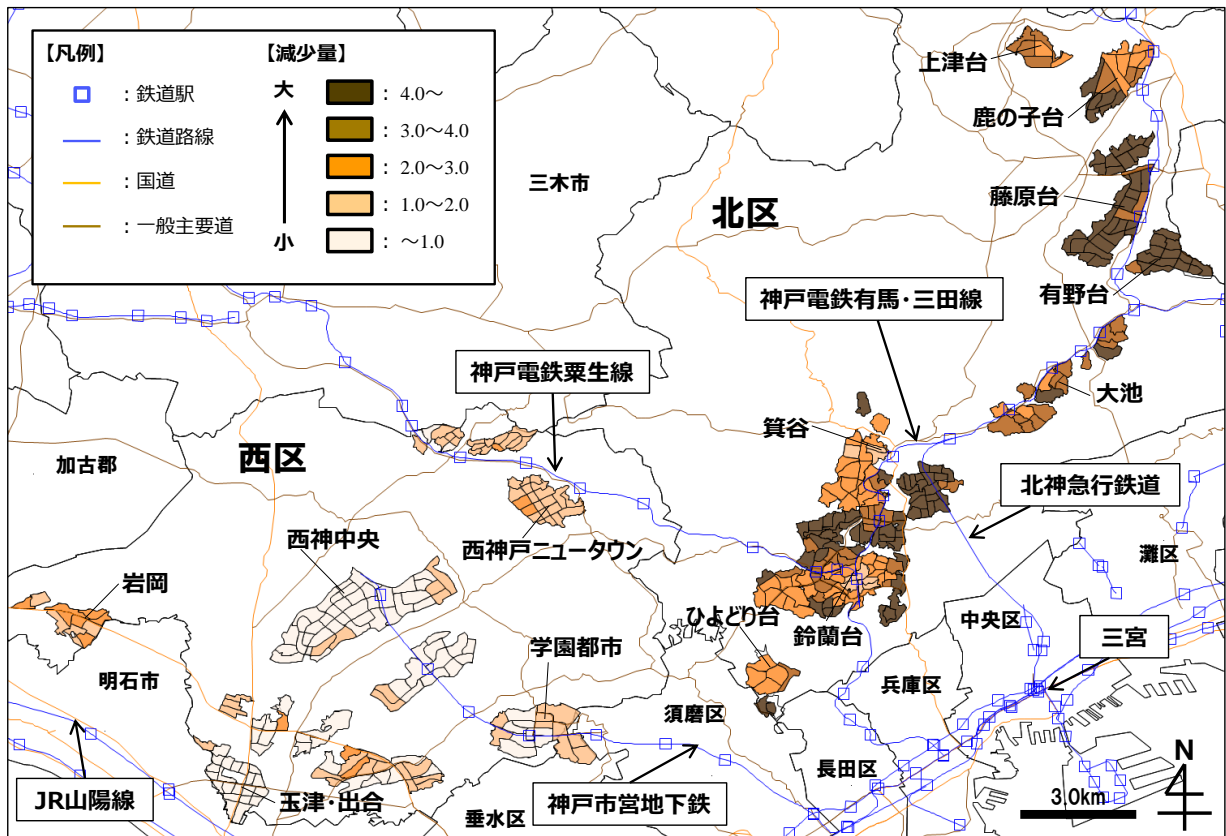 【凡例】
：鉄道駅
：鉄道路線
：国道
：一般主要道
【減少量】
大
小
：4.0～
：3.0～4.0
：2.0～3.0
：1.0～2.0
：～1.0
上津台
鹿の子台
三木市
北区
藤原台
有野台
神戸電鉄有馬・三田線
神戸電鉄粟生線
大池
箕谷
加古郡
西区
北神急行鉄道
西神中央
西神戸ニュータウン
灘区
岩岡
ひよどり台
鈴蘭台
中央区
三宮
学園都市
明石市
須磨区
兵庫区
長田区
JR山陽線
玉津・出合
垂水区
神戸市営地下鉄
N
3.0km